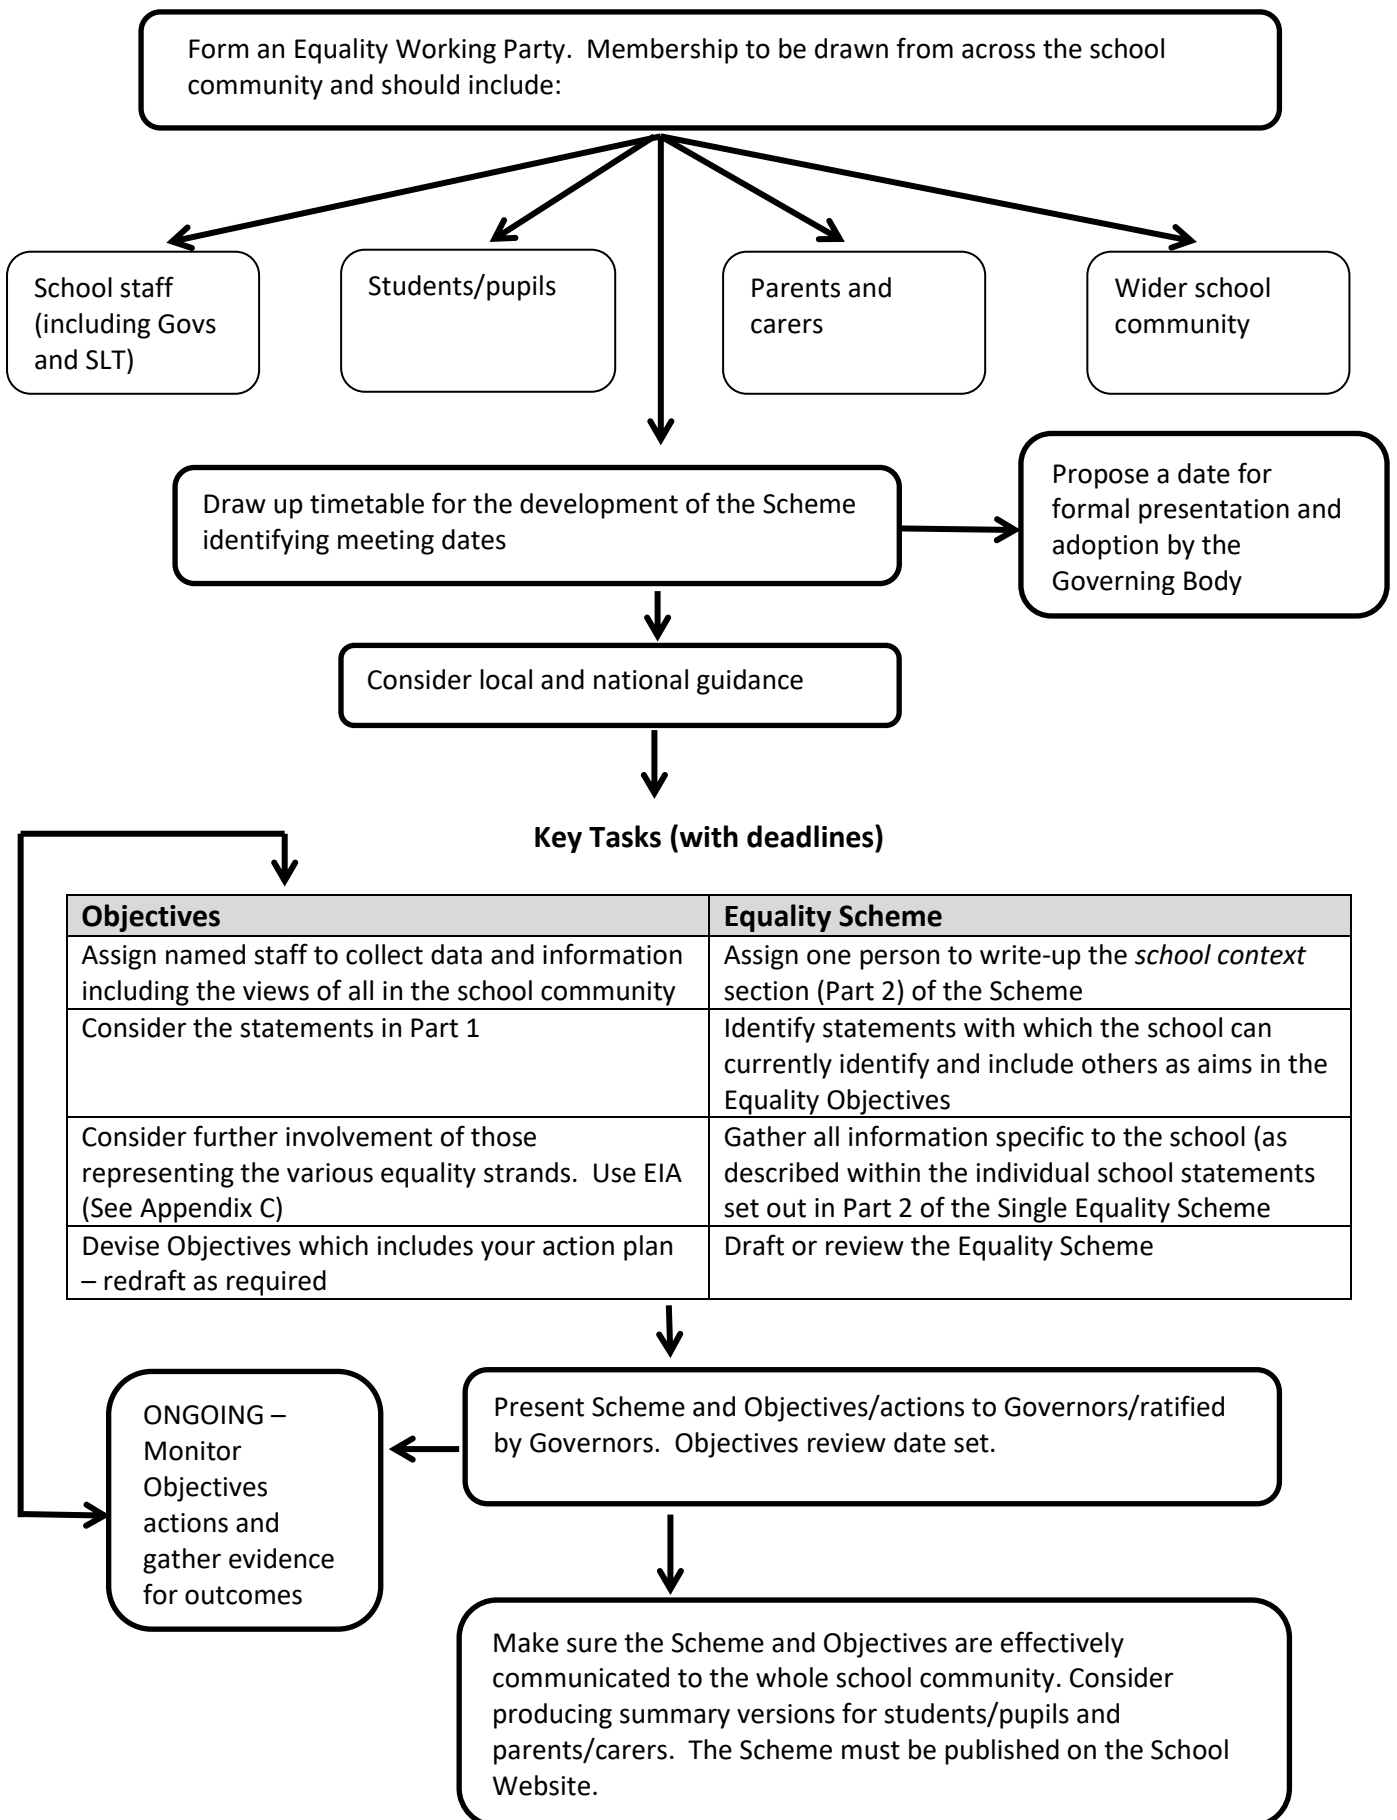 Form an Equality Working Party.  Membership to be drawn from across the school
community and should include:
School staff
(including Govs
and SLT)
Students/pupils
Parents and
carers
Wider school
community
Draw up timetable for the development of the Scheme
identifying meeting dates
Propose a date for
formal presentation and
adoption by the
Governing Body
Consider local and national guidance
Key Tasks (with deadlines)
Objectives
Equality Scheme
Assign named staff to collect data and information
including the views of all in the school community
Assign one person to write-up the school context
section (Part 2) of the Scheme
Consider the statements in Part 1
Identify statements with which the school can
currently identify and include others as aims in the
Equality Objectives
Consider further involvement of those
representing the various equality strands.  Use EIA
(See Appendix C)
Gather all information specific to the school (as
described within the individual school statements
set out in Part 2 of the Single Equality Scheme
Devise Objectives which includes your action plan
– redraft as required
Draft or review the Equality Scheme
ONGOING –
Monitor
Objectives
actions and
gather evidence
for outcomes
Present Scheme and Objectives/actions to Governors/ratified
by Governors.  Objectives review date set.
Make sure the Scheme and Objectives are effectively
communicated to the whole school community. Consider
producing summary versions for students/pupils and
parents/carers.  The Scheme must be published on the School
Website.